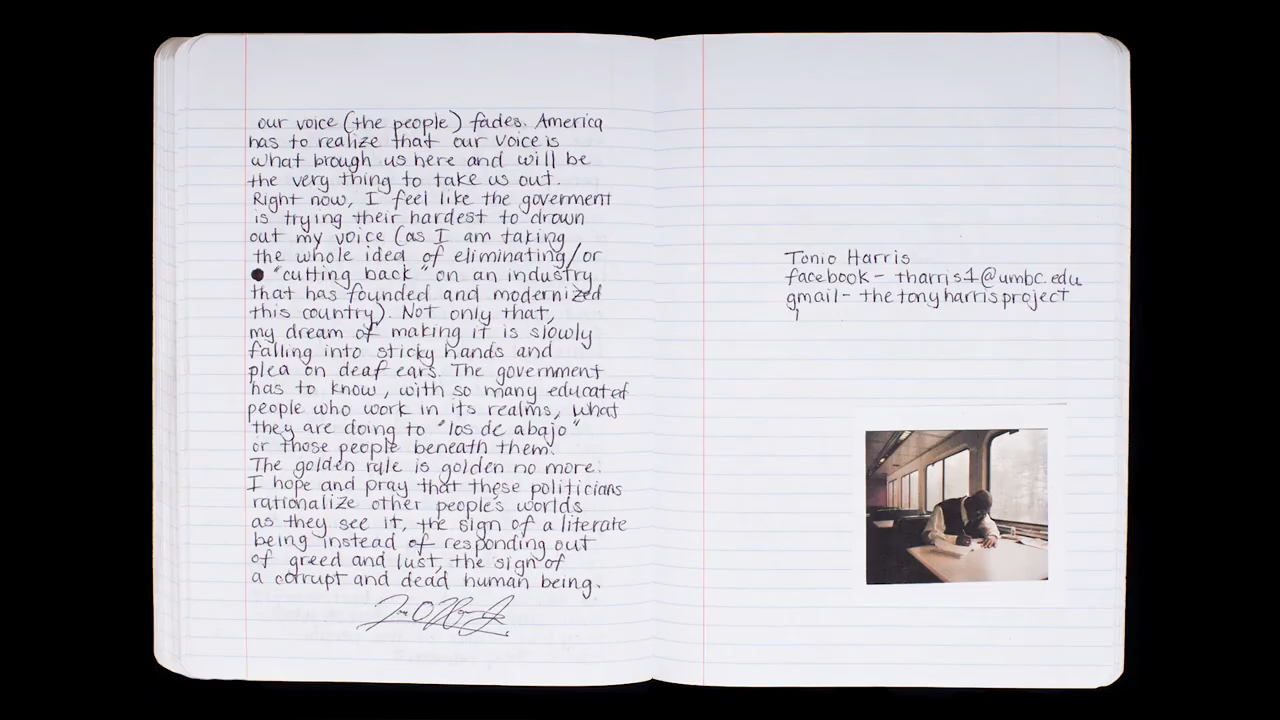 our voice (the people) fades. America
has to realize that our voice is
what brough us here and will be
the very thing to take us out.
Right now, I feel like the goverment
is trying their hardest to drown
out my voice (as I am taking
the whole idea of eliminating/or
"cutting back" on an industry
that has founded and modernized
this country). Not only that,
my dream of making it is slowly
falling into sticky hands and
plea on deaf ears. The government
has to know, with so many educated
people who work in its realms, what
they are doing to "los de abajo"
or those people beneath them.
The golden rule is golden no more.
I hope and pray that these politicians
rationalize other people's worlds
as they see it, the sign of a literate
being instead of responding out
of greed and lust, the sign of
a corrupt and dead human being.
Tonio Harris
facebook - tharris1@umbc.edu
gmail - thetonyharrisproject